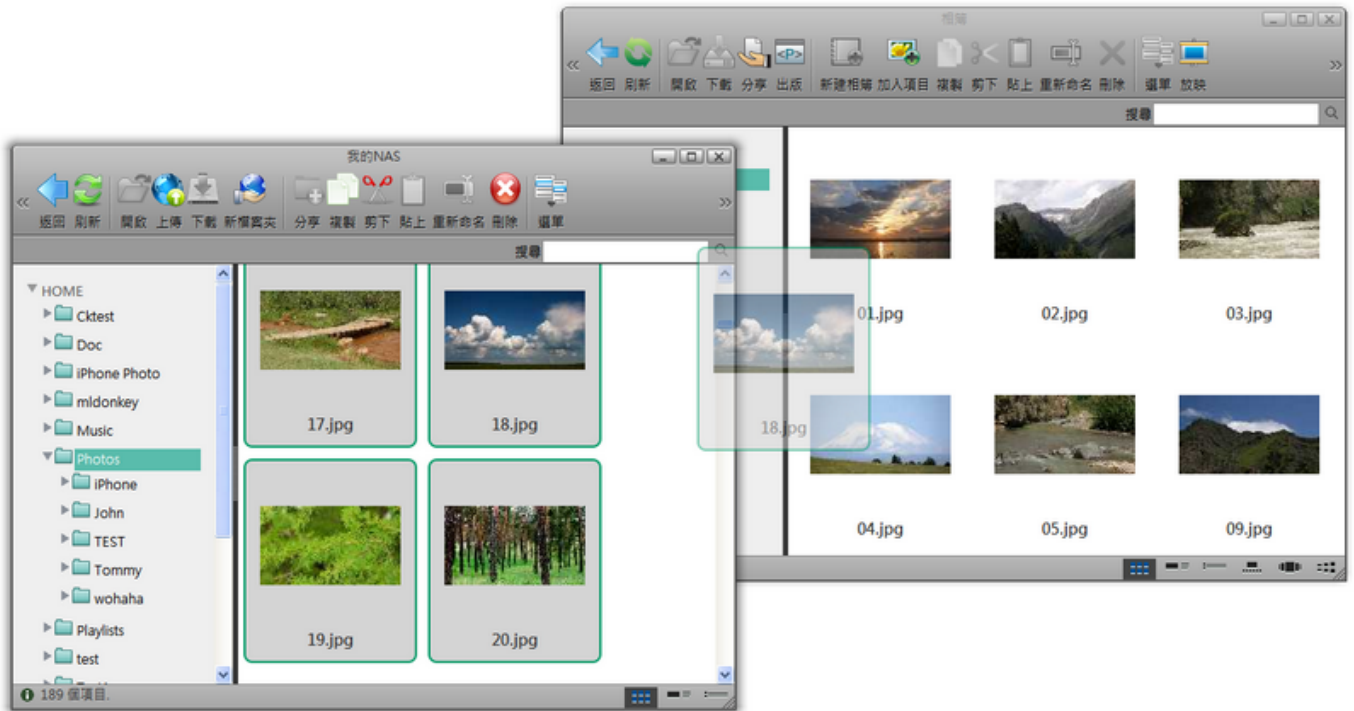 相簿
返回 刷新 開啟 下載 分享 出版 新建相簿 加入項目 複製 剪下 貼上 重新命名 刪除 選單 放映
<P>
搜尋
01.jpg 02.jpg 03.jpg
04.jpg 05.jpg 09.jpg
我的NAS
返回 刷新 開啟 上傳 下載 新檔案夾 分享 複製 剪下 貼上 重新命名 刪除 選單
搜尋
HOME
Cktest
Doc
iPhone Photo
mldonkey
Music
Photos
iPhone
John
TEST
Tommy
wohaha
Playlists
test
17.jpg 18.jpg
19.jpg 20.jpg
18.jpg
189 個項目.